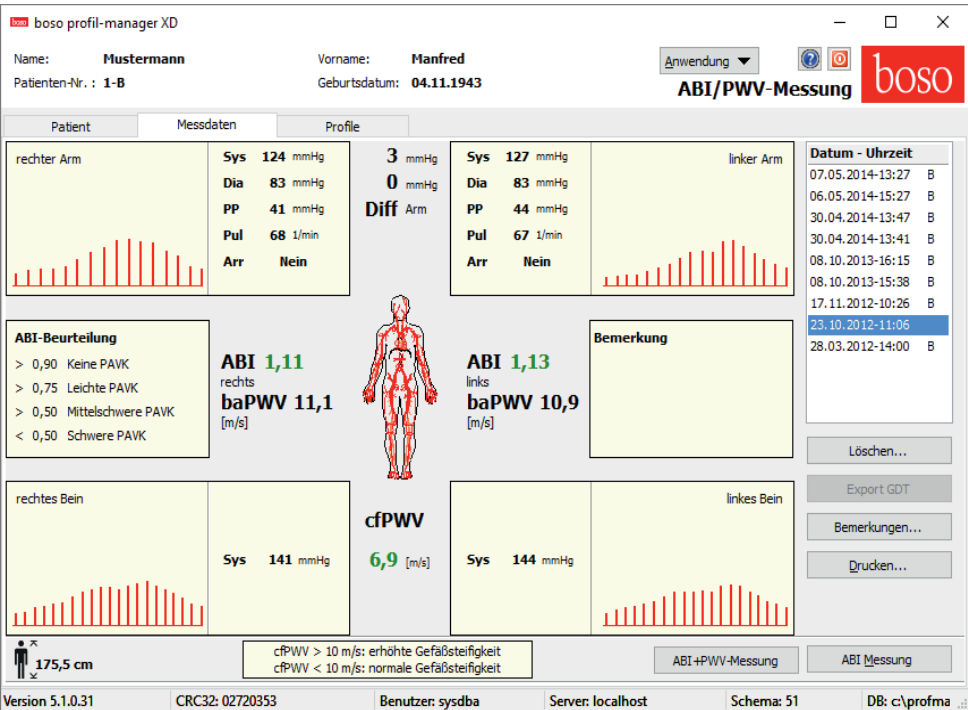 boso boso profil-manager XD
Name: Mustermann Vorname: Manfred Anwendung
Patienten-Nr. : 1-B Geburtsdatum: 04.11.1943 ABI/PWV-Messung boso
Patient Messdaten Profile
rechter Arm
Sys 124 mmHg
Dia 83 mmHg
PP 41 mmHg
Pul 68 1/min
Arr Nein
3 mmHg
0 mmHg
Diff Arm
Sys 127 mmHg
Dia 83 mmHg
PP 44 mmHg
Pul 67 1/min
Arr Nein
linker Arm
Datum - Uhrzeit
07.05.2014-13:27 B
06.05.2014-15:27 B
30.04.2014-13:47 B
30.04.2014-13:41 B
08.10.2013-16:15 B
08.10.2013-15:38 B
17.11.2012-10:26 B
23.10.2012-11:06
28.03.2012-14:00 B
ABI-Beurteilung
> 0,90 Keine PAVK
> 0,75 Leichte PAVK
> 0,50 Mittelschwere PAVK
< 0,50 Schwere PAVK
ABI 1,11
rechts
baPWV 11,1
[m/s]
ABI 1,13
links
baPWV 10,9
[m/s]
Bemerkung
Löschen...
Export GDT
Bemerkungen...
Drucken...
rechtes Bein
Sys 141 mmHg
cfPWV
6,9 [m/s]
Sys 144 mmHg
linkes Bein
175,5 cm
cfPWV > 10 m/s: erhöhte Gefäßsteifigkeit
cfPWV < 10 m/s: normale Gefäßsteifigkeit
ABI+PWV-Messung
ABI Messung
Version 5.1.0.31 CRC32: 02720353 Benutzer: sysdba Server: localhost Schema: 51 DB: c:\profma